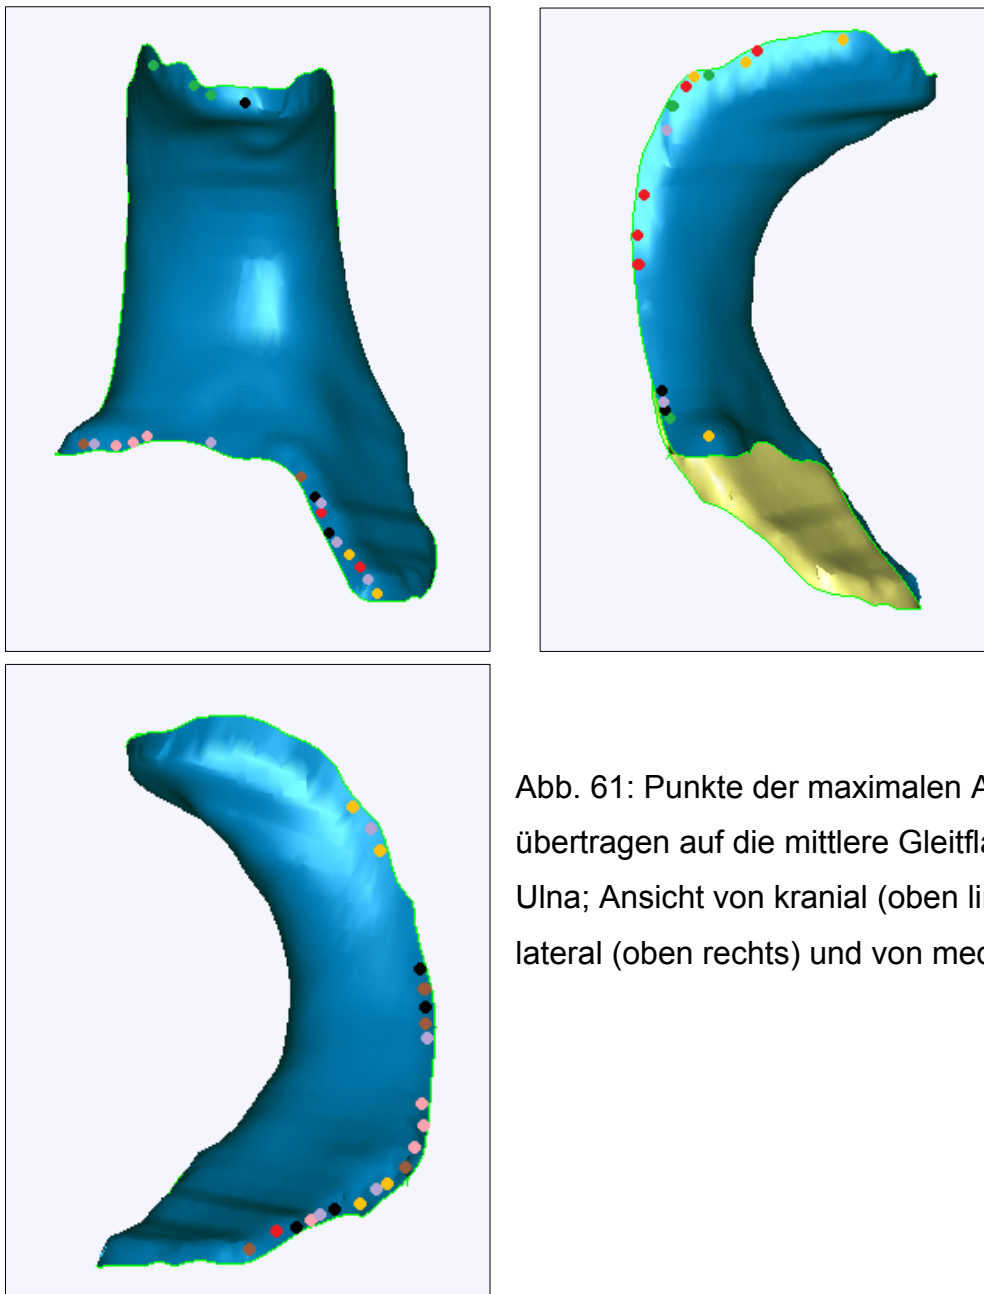 Abb. 61: Punkte der maximalen A
übertragen auf die mittlere Gleitfl
Ulna; Ansicht von kranial (oben li
lateral (oben rechts) und von me